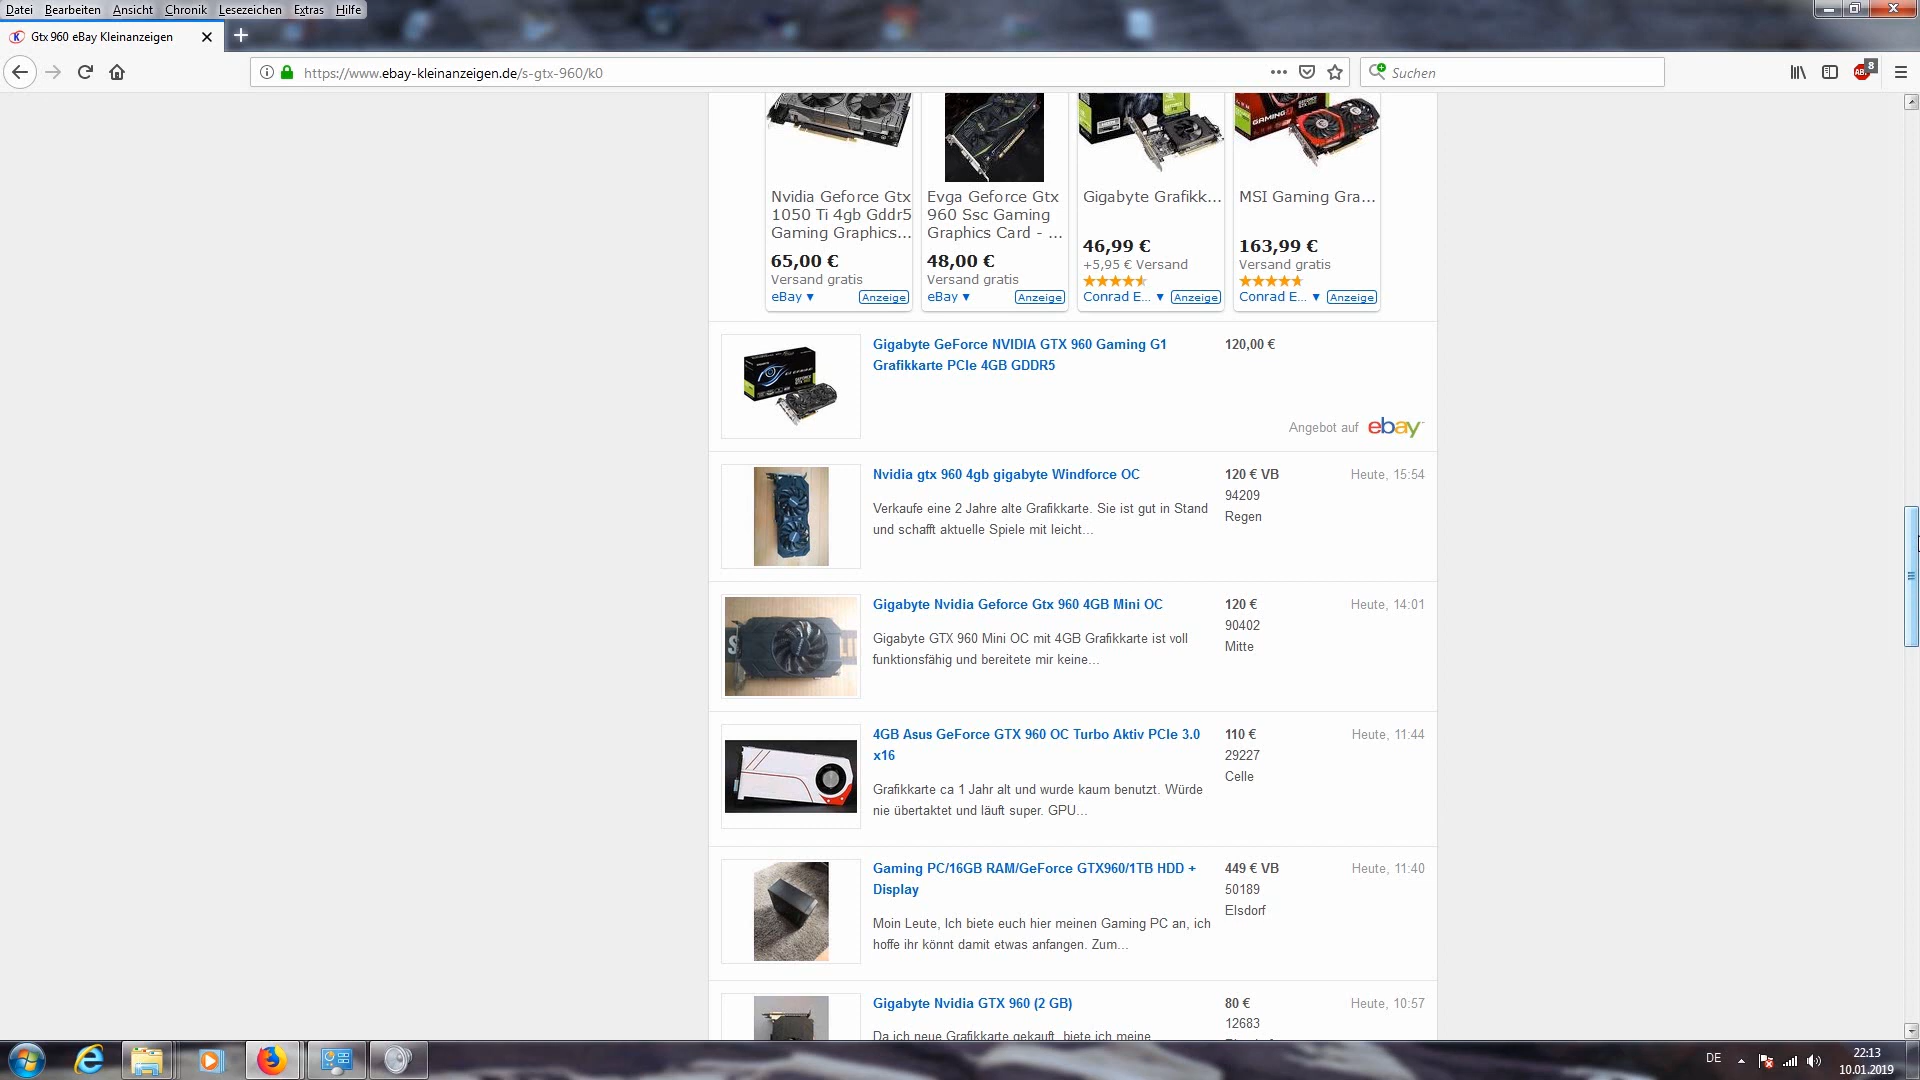 Datei Bearbeiten Ansicht Chronik Lesezeichen Extras Hilfe
Gtx 960 eBay Kleinanzeigen
https://www.ebay-kleinanzeigen.de/s-gtx-960/k0
Suchen
8
Nvidia Geforce Gtx
1050 Ti 4gb Gddr5
Gaming Graphics...
65,00 €
Versand gratis
eBay ▼ Anzeige
Evga Geforce Gtx
960 Ssc Gaming
Graphics Card - ...
48,00 €
Versand gratis
eBay ▼ Anzeige
Gigabyte Grafikk...
46,99 €
+5,95 € Versand
Conrad E... ▼ Anzeige
MSI Gaming Gra...
163,99 €
Versand gratis
Conrad E... ▼ Anzeige
Gigabyte GeForce NVIDIA GTX 960 Gaming G1
Grafikkarte PCIe 4GB GDDR5
120,00 €
Angebot auf ebay
Nvidia gtx 960 4gb gigabyte Windforce OC
Verkaufe eine 2 Jahre alte Grafikkarte. Sie ist gut in Stand
und schafft aktuelle Spiele mit leicht...
120 € VB
94209
Regen
Heute, 15:54
Gigabyte Nvidia Geforce Gtx 960 4GB Mini OC
Gigabyte GTX 960 Mini OC mit 4GB Grafikkarte ist voll
funktionsfähig und bereitete mir keine...
120 €
90402
Mitte
Heute, 14:01
4GB Asus GeForce GTX 960 OC Turbo Aktiv PCIe 3.0
x16
Grafikkarte ca 1 Jahr alt und wurde kaum benutzt. Würde
nie übertaktet und läuft super. GPU...
110 €
29227
Celle
Heute, 11:44
Gaming PC/16GB RAM/GeForce GTX960/1TB HDD +
Display
Moin Leute, Ich biete euch hier meinen Gaming PC an, ich
hoffe ihr könnt damit etwas anfangen. Zum...
449 € VB
50189
Elsdorf
Heute, 11:40
Gigabyte Nvidia GTX 960 (2 GB)
Da ich neue Grafikkarte gekauft, biete ich meine
80 €
12683
Heute, 10:57
DE
22:13
10.01.2019